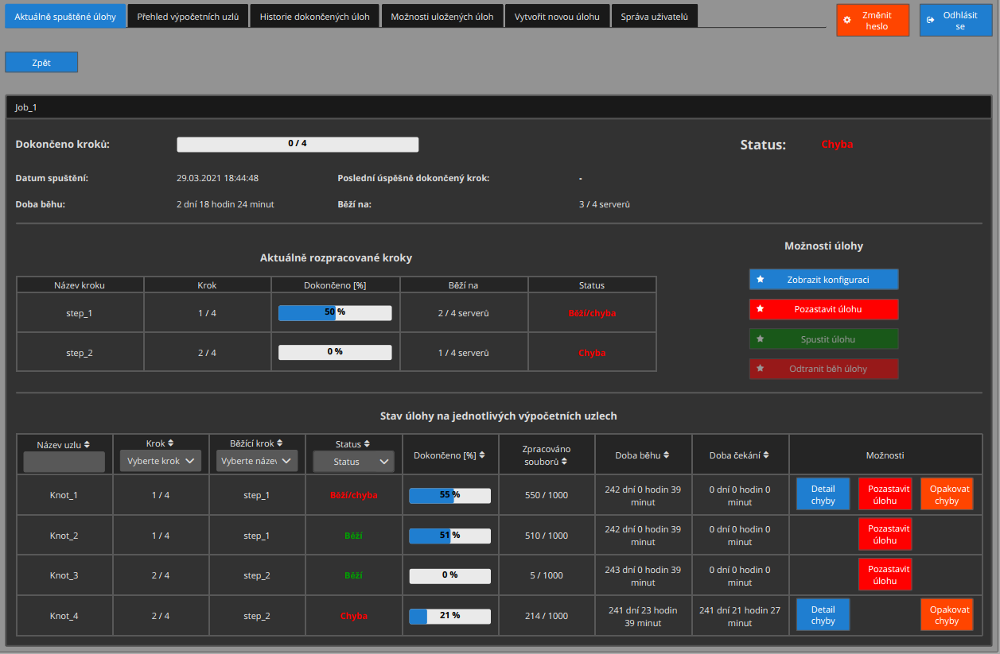 Aktuálně spuštěné úlohy Přehled výpočetních uzlů Historie dokončených úloh Možnosti uložených úloh Vytvořit novou úlohu Správa uživatelů
Změnit
heslo
Odhlásit
se
Zpět
Job_1
Dokončeno kroků: 0 / 4 Status: Chyba
Datum spuštění: 29.03.2021 18:44:48 Poslední úspěšně dokončený krok: -
Doba běhu: 2 dní 18 hodin 24 minut Běží na: 3 / 4 serverů
Aktuálně rozpracované kroky
Název kroku Krok Dokončeno [%] Běží na Status
step_1 1 / 4 50 % 2 / 4 serverů Běží/chyba
step_2 2 / 4 0 % 1 / 4 serverů Chyba
Možnosti úlohy
Zobrazit konfiguraci
Pozastavit úlohu
Spustit úlohu
Odtranit běh úlohy
Stav úlohy na jednotlivých výpočetních uzlech
Název uzlu
Krok
Vyberte krok
Běžící krok
Vyberte název
Status
Status
Dokončeno [%]
Zpracováno
souborů
Doba běhu
Doba čekání
Možnosti
Knot_1 1 / 4 step_1 Běží/chyba 55 % 550 / 1000
242 dní 0 hodin 39
minut
0 dní 0 hodin 0
minut
Detail
chyby
Pozastavit
úlohu
Opakovat
chyby
Knot_2 1 / 4 step_1 Běží 51 % 510 / 1000
242 dní 0 hodin 39
minut
0 dní 0 hodin 0
minut
Pozastavit
úlohu
Knot_3 2 / 4 step_2 Běží 0 % 5 / 1000
243 dní 0 hodin 39
minut
0 dní 0 hodin 0
minut
Pozastavit
úlohu
Knot_4 2 / 4 step_2 Chyba 21 % 214 / 1000
241 dní 23 hodin
39 minut
241 dní 21 hodin 27
minut
Detail
chyby
Opakovat
chyby